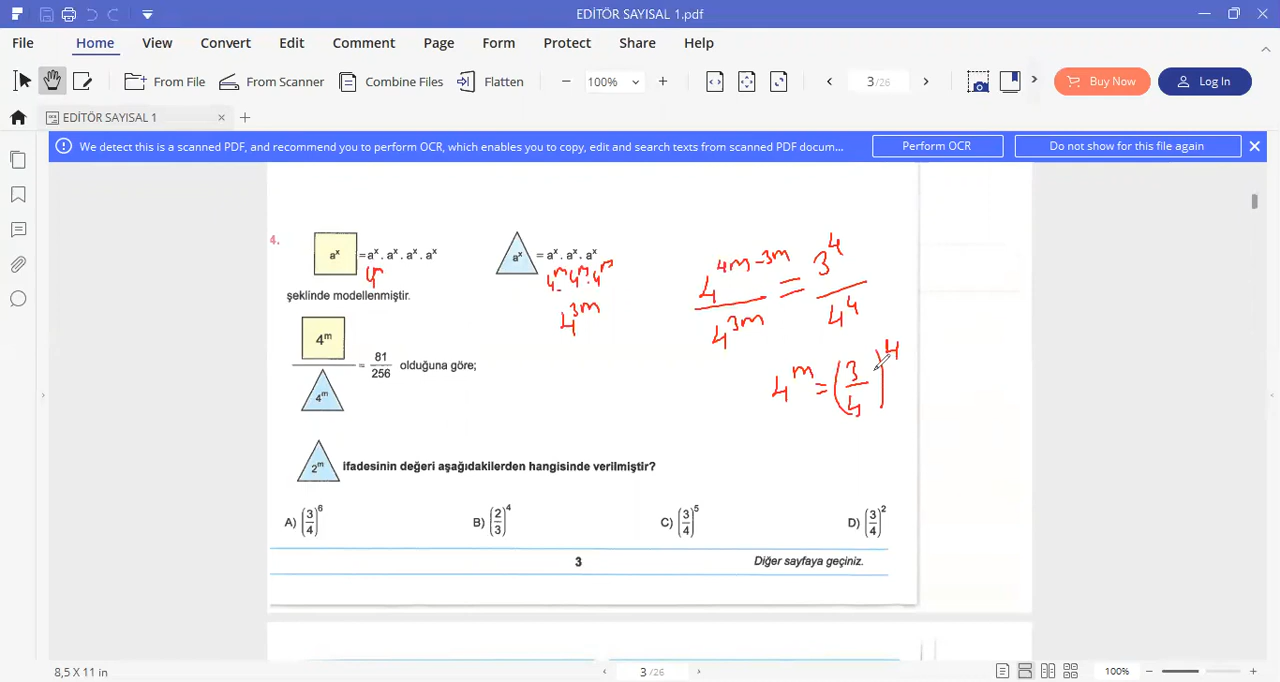 EDİTÖR SAYISAL 1.pdf
File Home View Convert Edit Comment Page Form Protect Share Help
From File From Scanner Combine Files Flatten 100% 3/26 Buy Now Log In
EDİTÖR SAYISAL 1
We detect this is a scanned PDF, and recommend you to perform OCR, which enables you to copy, edit and search texts from scanned PDF docum... Perform OCR Do not show for this file again
4.
aˣ =aˣ . aˣ . aˣ . aˣ
aˣ = aˣ . aˣ . aˣ
4ᵐ
4ᵐ.4ᵐ.4ᵐ
4³ᵐ
şeklinde modellenmiştir.
4ᵐ
4ᵐ
= 81/256 olduğuna göre;
4⁴ᵐ⁻³ᵐ/4³ᵐ = 3⁴/4⁴
4ᵐ = (3/4)⁴
2ᵐ ifadesinin değeri aşağıdakilerden hangisinde verilmiştir?
A) (3/4)⁶ B) (2/3)⁴ C) (3/4)⁵ D) (3/4)²
3 Diğer sayfaya geçiniz.
8,5 X 11 in 3/26 100%